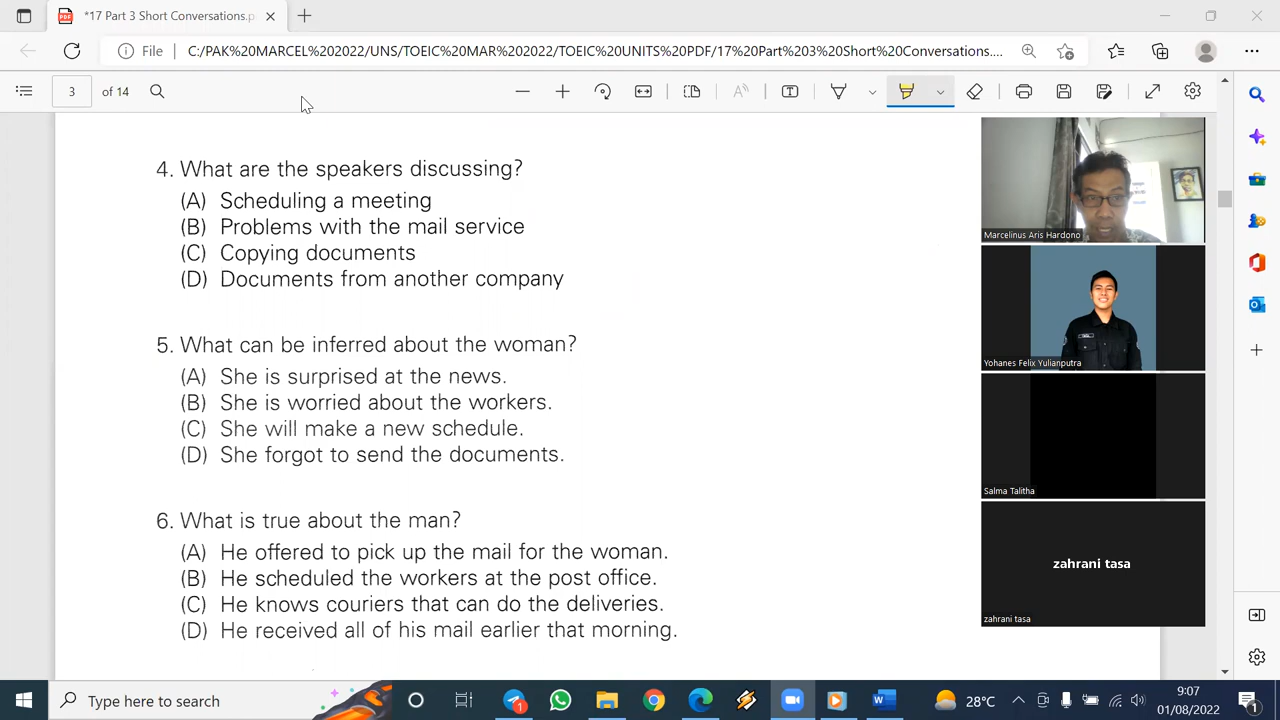 *17 Part 3 Short Conversations.p
File
C:/PAK%20MARCEL%202022/UNS/TOEIC%20MAR%202022/TOEIC%20UNITS%20PDF/17%20Part%203%20Short%20Conversations....
3 of 14
4. What are the speakers discussing?
(A) Scheduling a meeting
(B) Problems with the mail service
(C) Copying documents
(D) Documents from another company
5. What can be inferred about the woman?
(A) She is surprised at the news.
(B) She is worried about the workers.
(C) She will make a new schedule.
(D) She forgot to send the documents.
6. What is true about the man?
(A) He offered to pick up the mail for the woman.
(B) He scheduled the workers at the post office.
(C) He knows couriers that can do the deliveries.
(D) He received all of his mail earlier that morning.
Marcelinus Aris Hardono
Yohanes Felix Yulianputra
Salma Talitha
zahrani tasa
zahrani tasa
Type here to search
28°C
9:07
01/08/2022